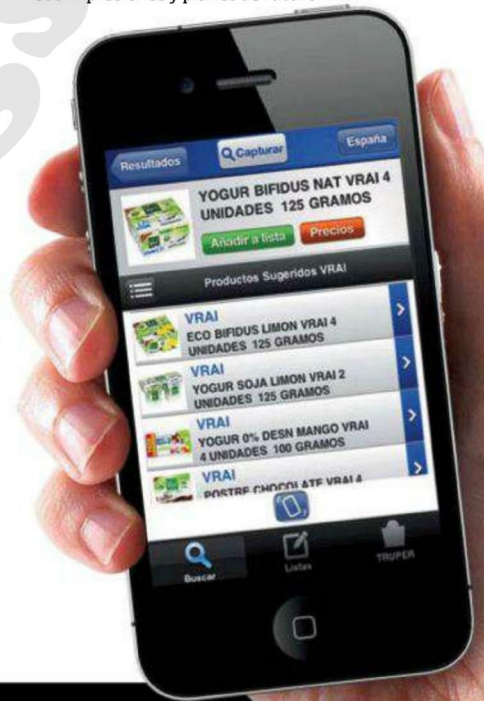 Resultados
Capturar
España
YOGUR BIFIDUS NAT VRAI 4
UNIDADES 125 GRAMOS
Añadir a lista
Precios
Productos Sugeridos VRAI
VRAI
ECO BIFIDUS LIMON VRAI 4
UNIDADES 125 GRAMOS
VRAI
YOGUR SOJA LIMON VRAI 2
UNIDADES 125 GRAMOS
VRAI
YOGUR 0% DESN MANGO VRAI
4 UNIDADES 100 GRAMOS
VRAI
POSTRE CHOCOLATE VRAI 4
Buscar
Listas
TRUPER